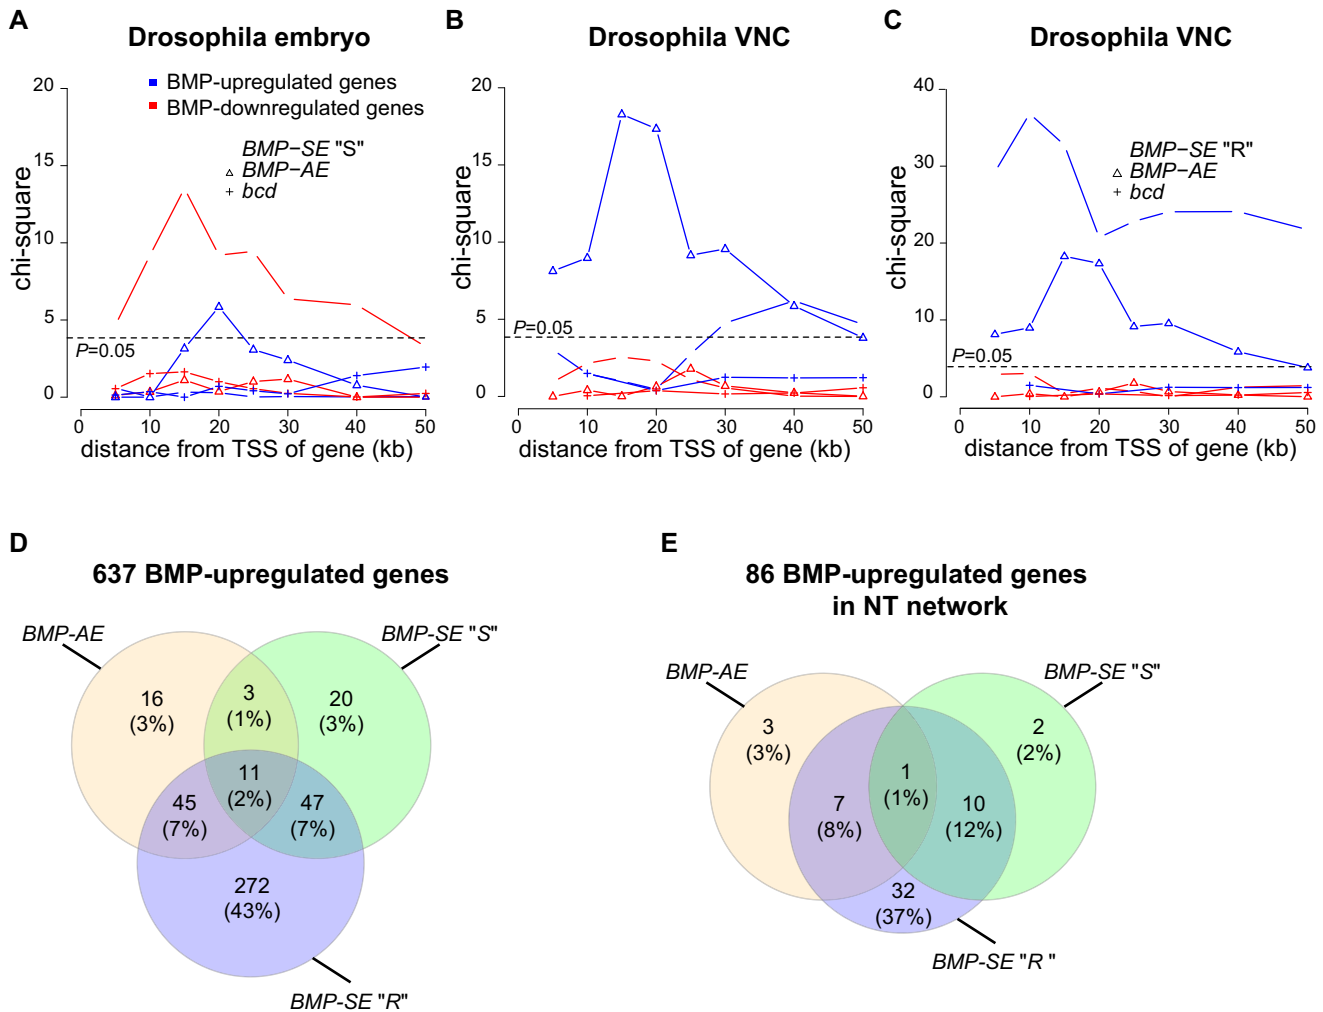 A
Drosophila embryo
BMP-upregulated genes
BMP-downregulated genes
BMP−SE "S"
BMP−AE
bcd
P=0.05
chi-square
0
5
10
15
20
0
10
20
30
40
50
distance from TSS of gene (kb)
B
Drosophila VNC
P=0.05
chi-square
0
5
10
15
20
0
10
20
30
40
50
distance from TSS of gene (kb)
C
Drosophila VNC
BMP−SE "R"
BMP−AE
bcd
P=0.05
chi-square
0
10
20
30
40
0
10
20
30
40
50
distance from TSS of gene (kb)
D
637 BMP-upregulated genes
BMP-AE
BMP-SE "S"
16
(3%)
3
(1%)
20
(3%)
11
(2%)
45
(7%)
47
(7%)
272
(43%)
BMP-SE "R"
E
86 BMP-upregulated genes
in NT network
BMP-AE
BMP-SE "S"
3
(3%)
2
(2%)
1
(1%)
7
(8%)
10
(12%)
32
(37%)
BMP-SE "R "